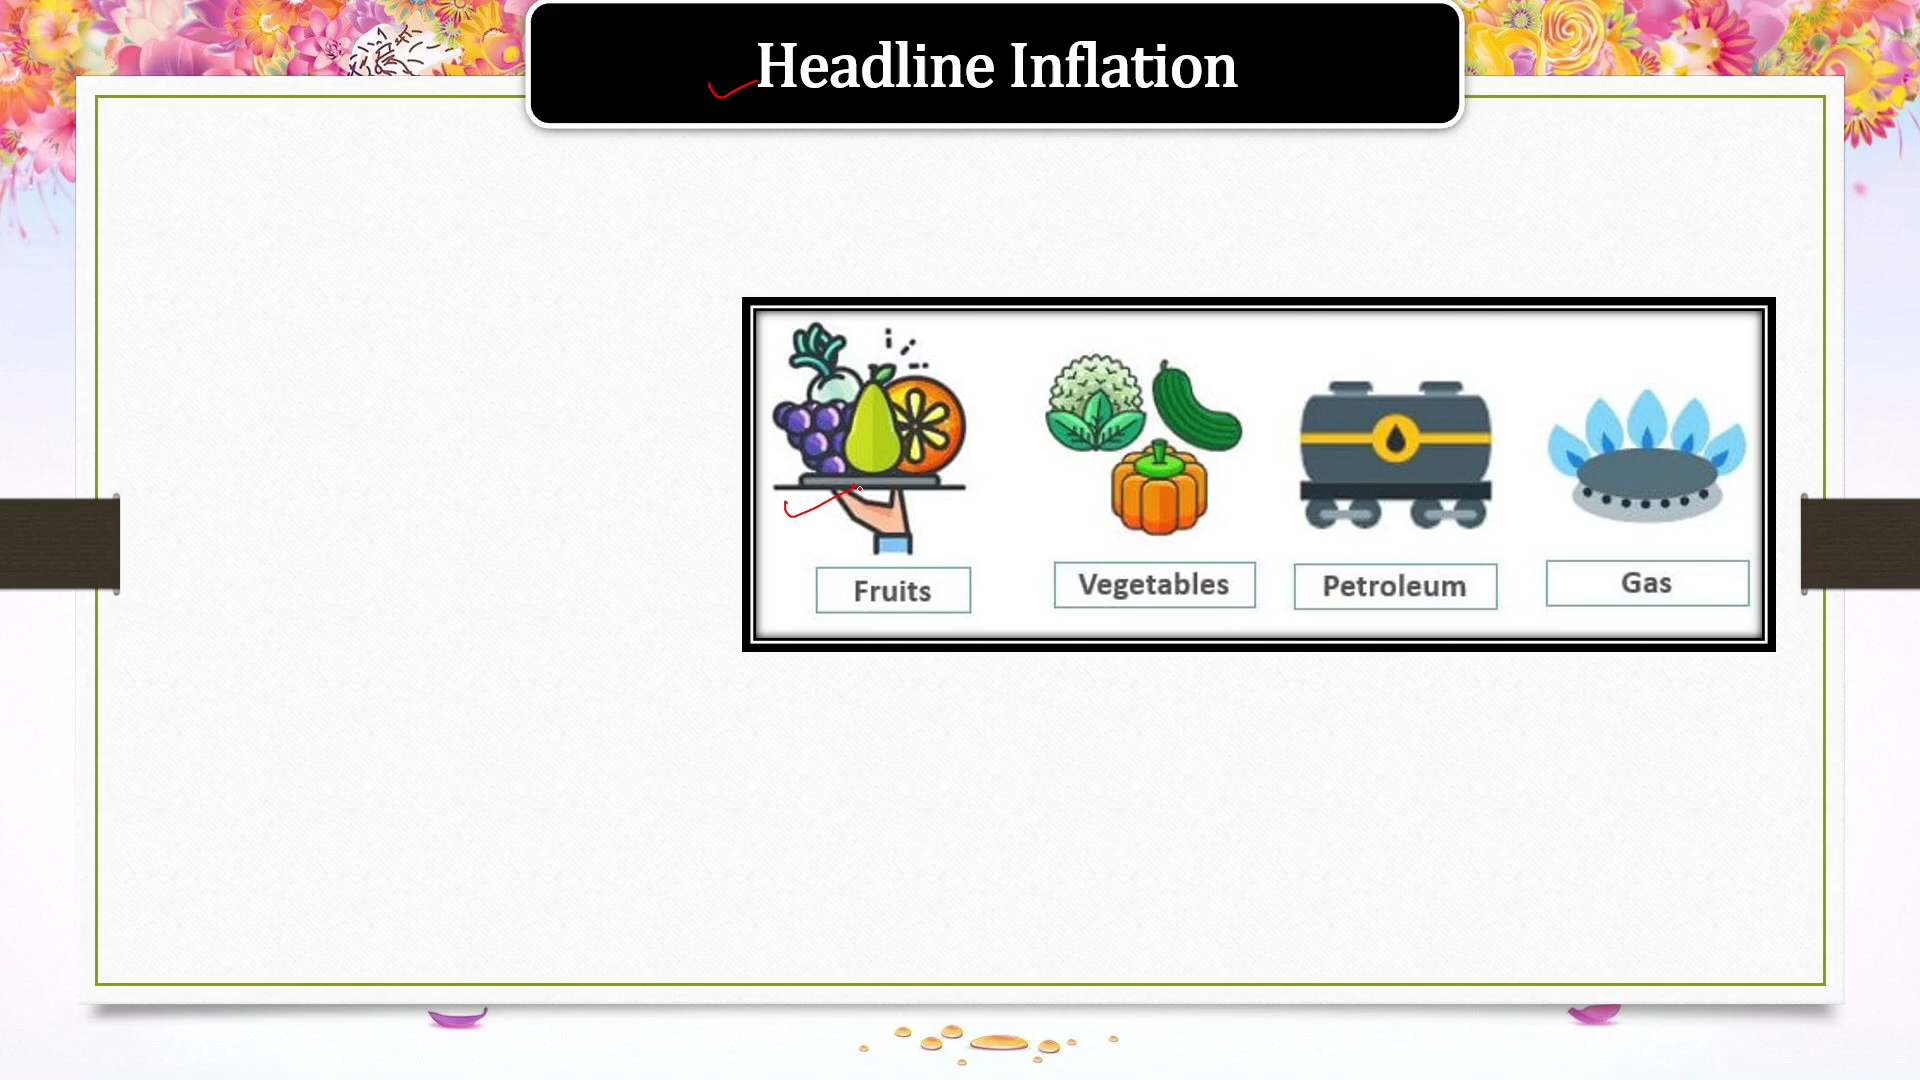 Headline Inflation
Fruits
Vegetables
Petroleum
Gas